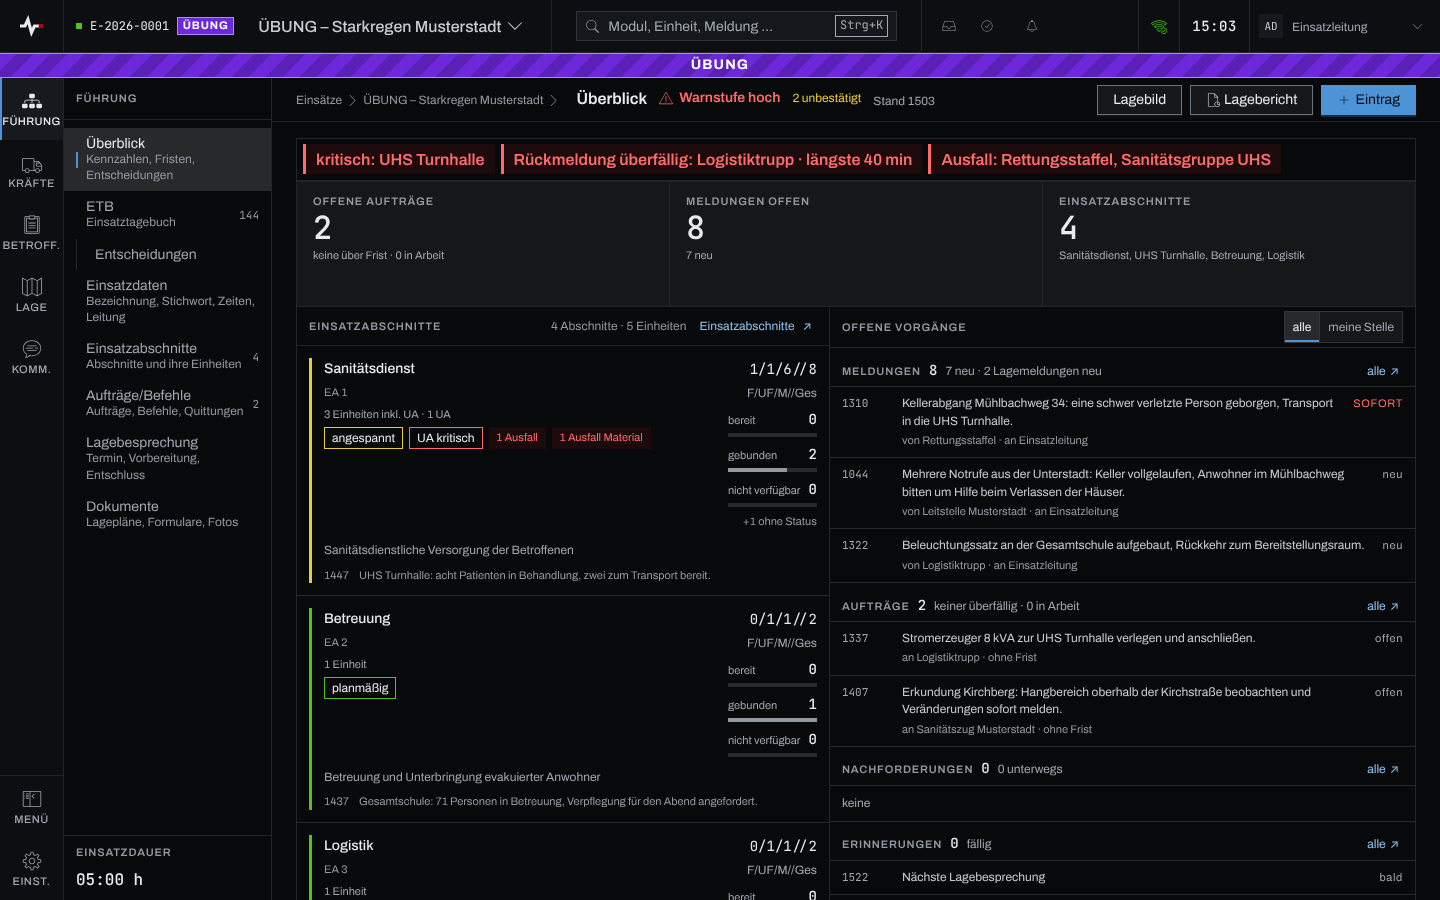 E-2026-0001 ÜBUNG ÜBUNG – Starkregen Musterstadt
Modul, Einheit, Meldung ... Strg+K
15:03 AD Einsatzleitung
ÜBUNG
FÜHRUNG
KRÄFTE
BETROFF.
LAGE
KOMM.
MENÜ
EINST.
FÜHRUNG
Überblick
Kennzahlen, Fristen,
Entscheidungen
ETB
Einsatztagebuch 144
Entscheidungen
Einsatzdaten
Bezeichnung, Stichwort, Zeiten,
Leitung
Einsatzabschnitte
Abschnitte und ihre Einheiten 4
Aufträge/Befehle
Aufträge, Befehle, Quittungen 2
Lagebesprechung
Termin, Vorbereitung,
Entschluss
Dokumente
Lagepläne, Formulare, Fotos
EINSATZDAUER
05:00 h
Einsätze ÜBUNG – Starkregen Musterstadt Überblick Warnstufe hoch 2 unbestätigt Stand 1503
Lagebild Lagebericht + Eintrag
kritisch: UHS Turnhalle Rückmeldung überfällig: Logistiktrupp · längste 40 min Ausfall: Rettungsstaffel, Sanitätsgruppe UHS
OFFENE AUFTRÄGE
2
keine über Frist · 0 in Arbeit
MELDUNGEN OFFEN
8
7 neu
EINSATZABSCHNITTE
4
Sanitätsdienst, UHS Turnhalle, Betreuung, Logistik
EINSATZABSCHNITTE 4 Abschnitte · 5 Einheiten Einsatzabschnitte ↗
Sanitätsdienst 1/1/6//8
EA 1 F/UF/M//Ges
3 Einheiten inkl. UA · 1 UA
angespannt UA kritisch 1 Ausfall 1 Ausfall Material
bereit 0
gebunden 2
nicht verfügbar 0
+1 ohne Status
Sanitätsdienstliche Versorgung der Betroffenen
1447 UHS Turnhalle: acht Patienten in Behandlung, zwei zum Transport bereit.
Betreuung 0/1/1//2
EA 2 F/UF/M//Ges
1 Einheit
planmäßig
bereit 0
gebunden 1
nicht verfügbar 0
Betreuung und Unterbringung evakuierter Anwohner
1437 Gesamtschule: 71 Personen in Betreuung, Verpflegung für den Abend angefordert.
Logistik 0/1/1//2
EA 3 F/UF/M//Ges
1 Einheit
bereit 0
OFFENE VORGÄNGE alle meine Stelle
MELDUNGEN 8 7 neu · 2 Lagemeldungen neu alle ↗
1310 Kellerabgang Mühlbachweg 34: eine schwer verletzte Person geborgen, Transport SOFORT
in die UHS Turnhalle.
von Rettungsstaffel · an Einsatzleitung
1044 Mehrere Notrufe aus der Unterstadt: Keller vollgelaufen, Anwohner im Mühlbachweg neu
bitten um Hilfe beim Verlassen der Häuser.
von Leitstelle Musterstadt · an Einsatzleitung
1322 Beleuchtungssatz an der Gesamtschule aufgebaut, Rückkehr zum Bereitstellungsraum. neu
von Logistiktrupp · an Einsatzleitung
AUFTRÄGE 2 keiner überfällig · 0 in Arbeit alle ↗
1337 Stromerzeuger 8 kVA zur UHS Turnhalle verlegen und anschließen. offen
an Logistiktrupp · ohne Frist
1407 Erkundung Kirchberg: Hangbereich oberhalb der Kirchstraße beobachten und offen
Veränderungen sofort melden.
an Sanitätszug Musterstadt · ohne Frist
NACHFORDERUNGEN 0 0 unterwegs alle ↗
keine
ERINNERUNGEN 0 fällig alle ↗
1522 Nächste Lagebesprechung bald